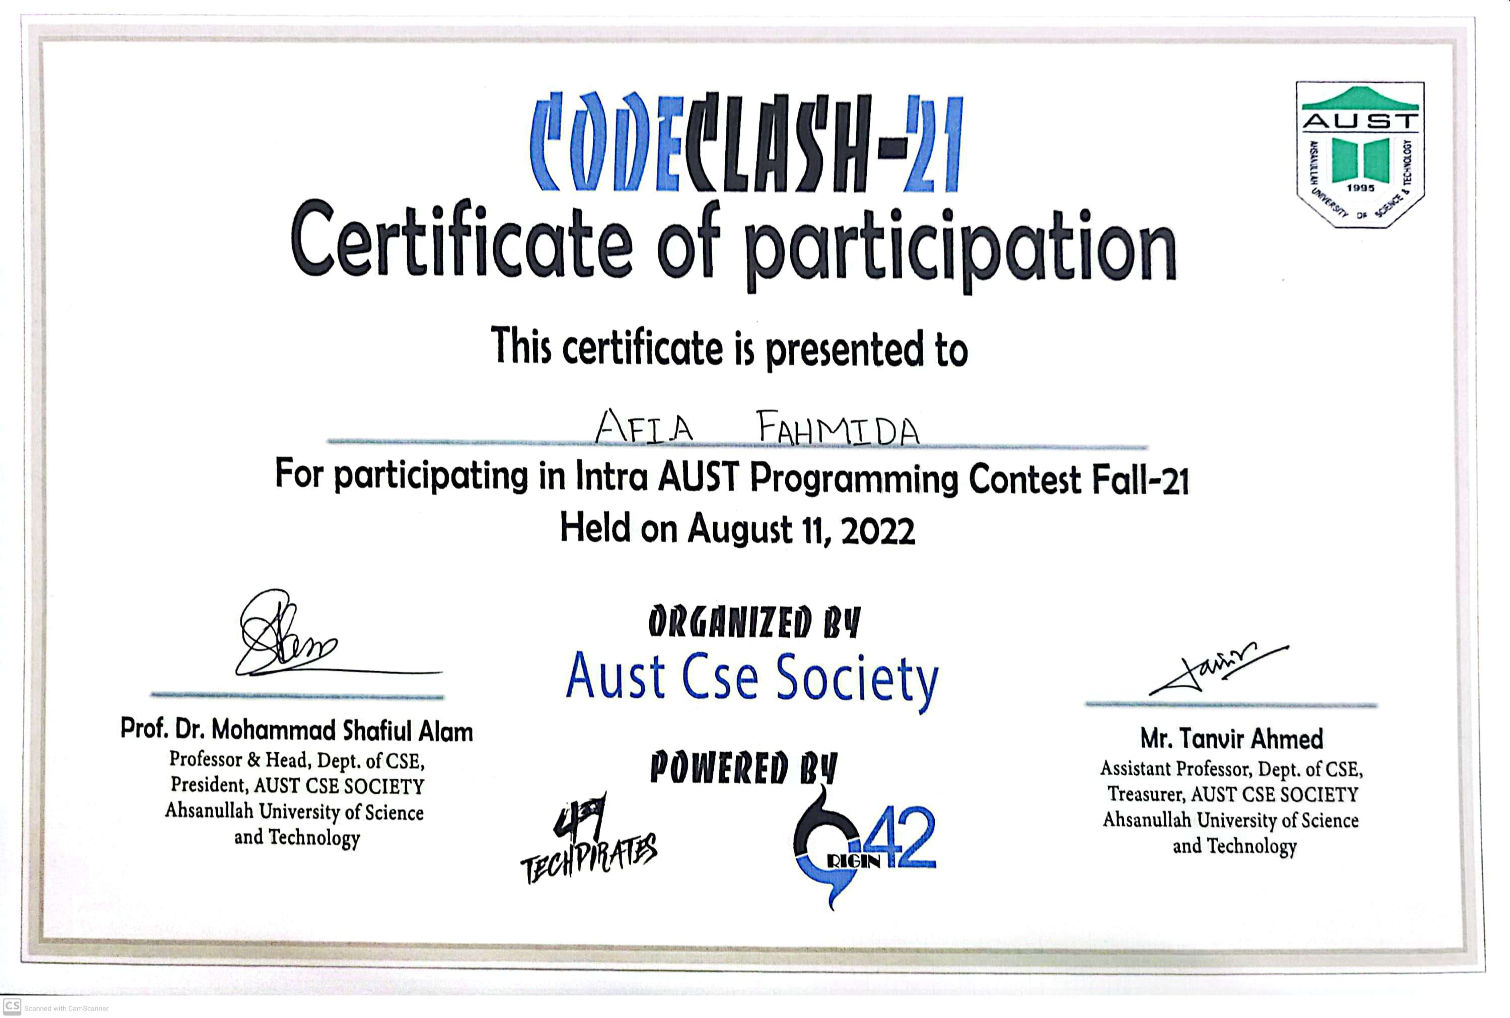 CODECLASH-21
Certificate of participation
AUST
AHSANULLAH UNIVERSITY OF SCIENCE & TECHNOLOGY
1995
This certificate is presented to
AFIA FAHMIDA
For participating in Intra AUST Programming Contest Fall-21
Held on August 11, 2022
ORGANIZED BY
Aust Cse Society
Prof. Dr. Mohammad Shafiul Alam
Professor & Head, Dept. of CSE,
President, AUST CSE SOCIETY
Ahsanullah University of Science
and Technology
POWERED BY
49
TECHPIRATES
ORIGIN 42
Mr. Tanvir Ahmed
Assistant Professor, Dept. of CSE,
Treasurer, AUST CSE SOCIETY
Ahsanullah University of Science
and Technology
CS Scanned with CamScanner